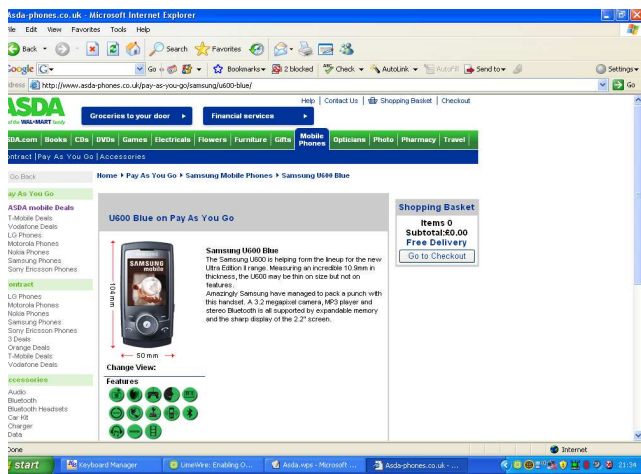 Asda-phones.co.uk - Microsoft Internet Explorer
File Edit View Favorites Tools Help
Back Search Favorites
Google G Go Bookmarks 2 blocked Check AutoLink AutoFill Send to Settings
dress http://www.asda-phones.co.uk/pay-as-you-go/samsung/u600-blue/ Go
Help | Contact Us | Shopping Basket | Checkout
ASDA
of the WAL*MART family
Groceries to your door
Financial services
ASDA.com Books CDs DVDs Games Electricals Flowers Furniture Gifts Mobile Phones Opticians Photo Pharmacy Travel
ontract |Pay As You Go |Accessories
Go Back
Home Pay As You Go Samsung Mobile Phones Samsung U600 Blue
ay As You Go
ASDA mobile Deals
T-Mobile Deals
Vodafone Deals
LG Phones
Motorola Phones
Nokia Phones
Samsung Phones
Sony Ericsson Phones
ontract
LG Phones
Motorola Phones
Nokia Phones
Samsung Phones
Sony Ericsson Phones
3 Deals
Orange Deals
T-Mobile Deals
Vodafone Deals
ccessories
Audio
Bluetooth
Bluetooth Headsets
Car Kit
Charger
Data
U600 Blue on Pay As You Go
SAMSUNG
mobile
104 mm
50 mm
Samsung U600 Blue
The Samsung U600 is helping form the lineup for the new
Ultra Edition II range. Measuring an incredible 10.9mm in
thickness, the U600 may be thin on size but not on
features.
Amazingly Samsung have managed to pack a punch with
this handset. A 3.2 megapixel camera, MP3 player and
stereo Bluetooth is all supported by expandable memory
and the sharp display of the 2.2" screen.
Change View:
Features
Shopping Basket
Items 0
Subtotal:£0.00
Free Delivery
Go to Checkout
Done
Internet
start
Keyboard Manager
LimeWire: Enabling O...
Asda.wps - Microsoft ...
Asda-phones.co.uk - ...
21:34